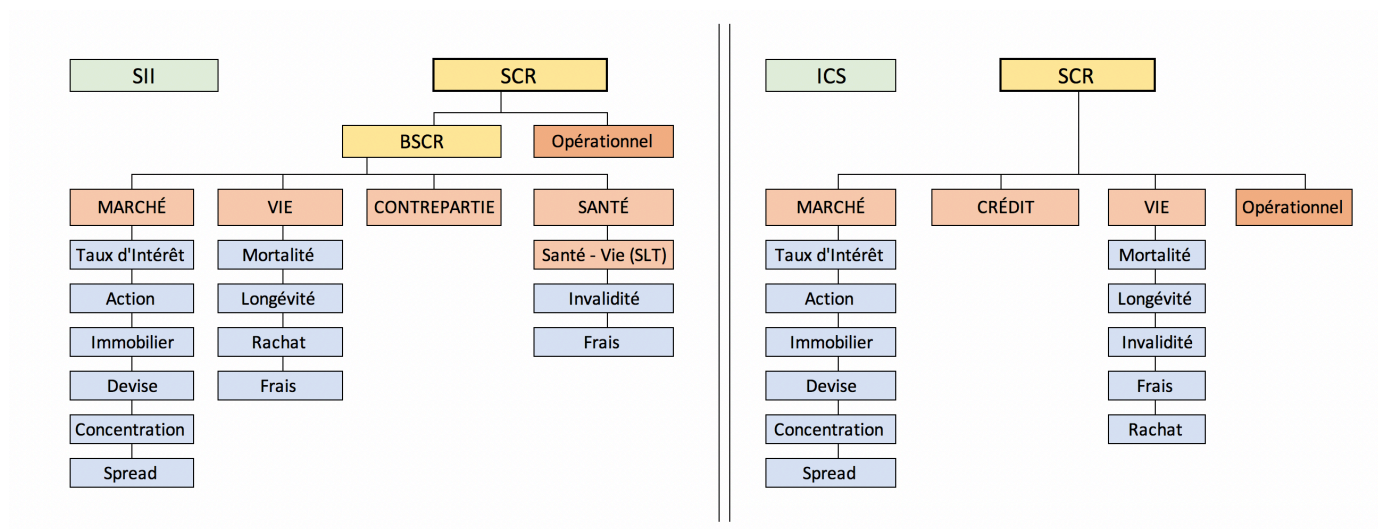 SII
SCR
BSCR
Opérationnel
MARCHÉ
VIE
CONTREPARTIE
SANTÉ
Taux d'Intérêt
Mortalité
Santé - Vie (SLT)
Action
Longévité
Invalidité
Immobilier
Rachat
Frais
Devise
Frais
Concentration
Spread
ICS
SCR
MARCHÉ
CRÉDIT
VIE
Opérationnel
Taux d'Intérêt
Mortalité
Action
Longévité
Immobilier
Invalidité
Devise
Frais
Concentration
Rachat
Spread